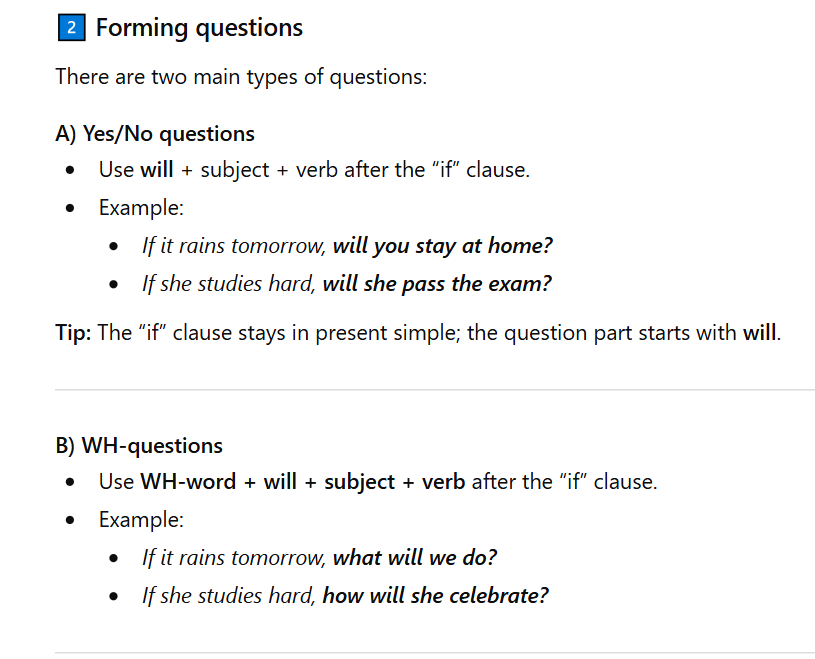 2 Forming questions
There are two main types of questions:
A) Yes/No questions
• Use will + subject + verb after the “if” clause.
• Example:
• If it rains tomorrow, will you stay at home?
• If she studies hard, will she pass the exam?
Tip: The “if” clause stays in present simple; the question part starts with will.
B) WH-questions
• Use WH-word + will + subject + verb after the “if” clause.
• Example:
• If it rains tomorrow, what will we do?
• If she studies hard, how will she celebrate?